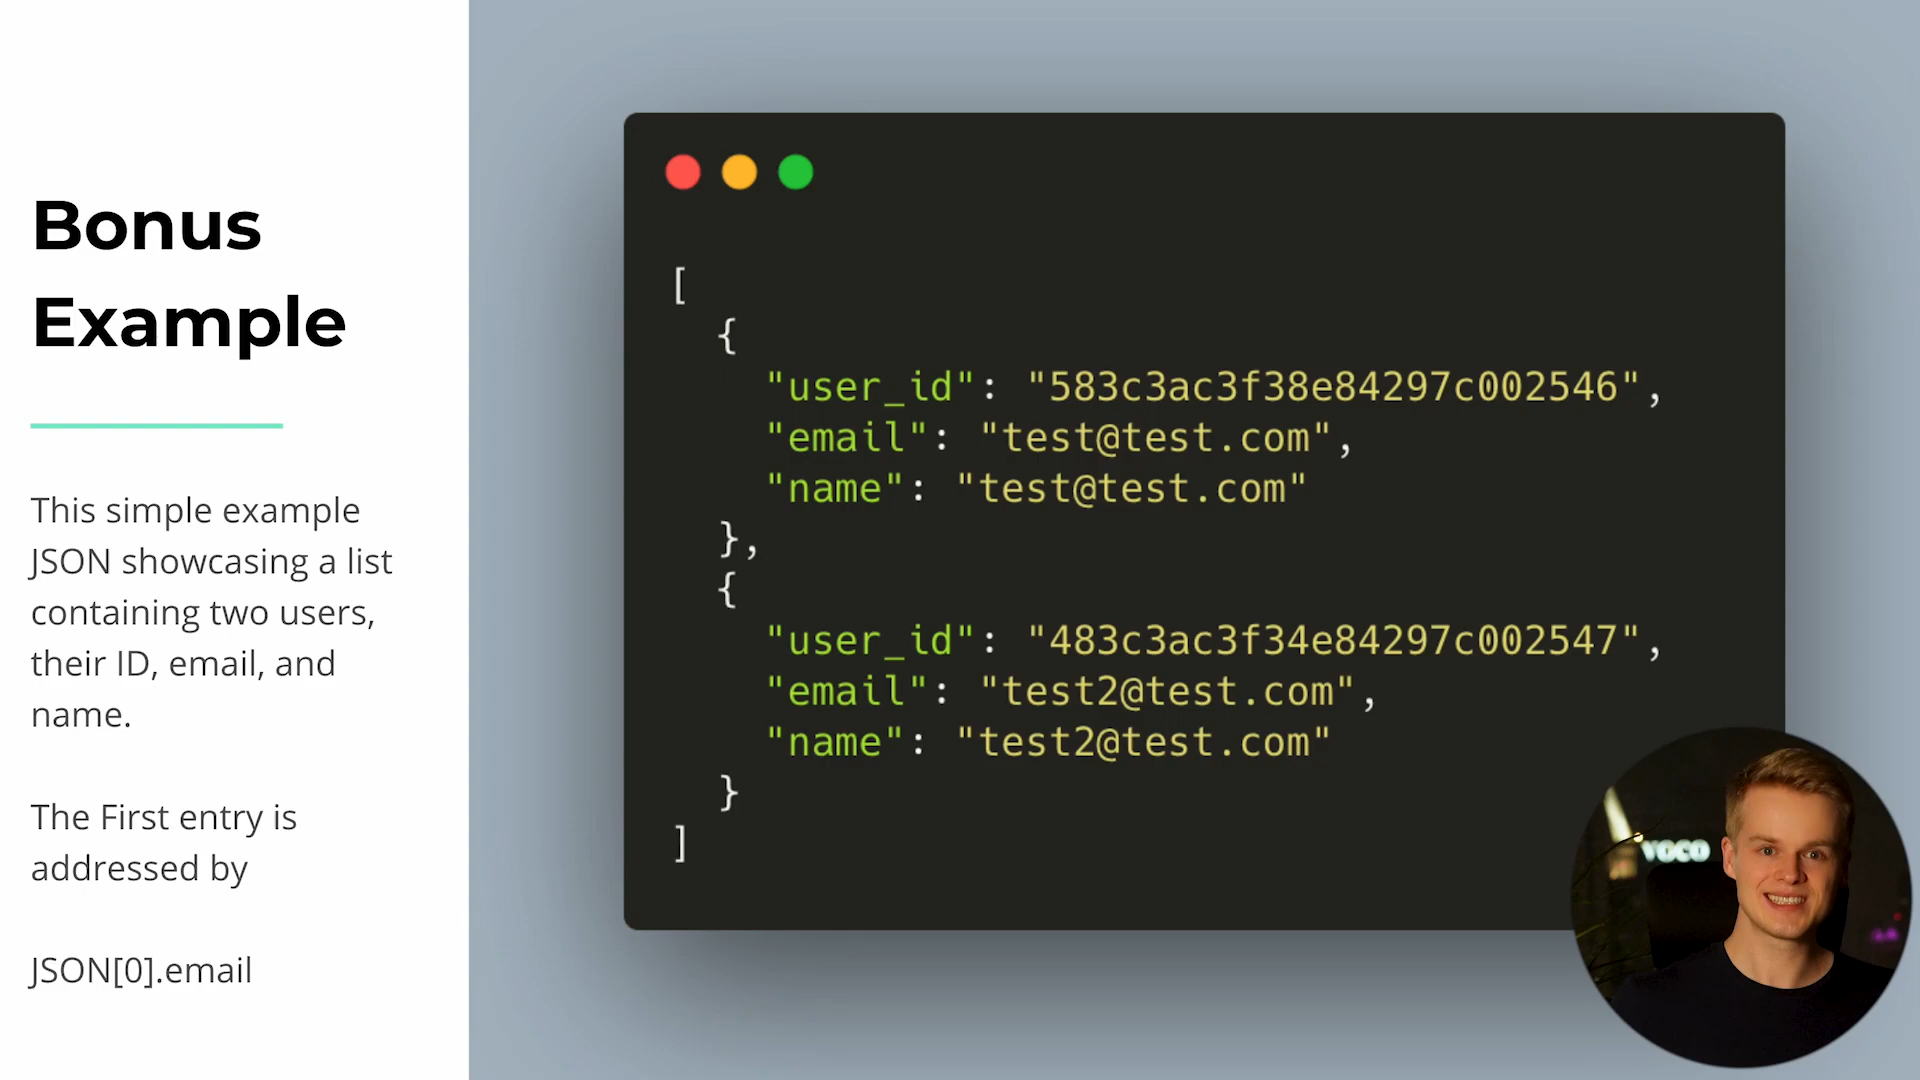 Bonus
Example
This simple example
JSON showcasing a list
containing two users,
their ID, email, and
name.
The First entry is
addressed by
JSON[0].email
[
{
"user_id": "583c3ac3f38e84297c002546",
"email": "test@test.com",
"name": "test@test.com"
},
{
"user_id": "483c3ac3f34e84297c002547",
"email": "test2@test.com",
"name": "test2@test.com"
}
]
VOCO